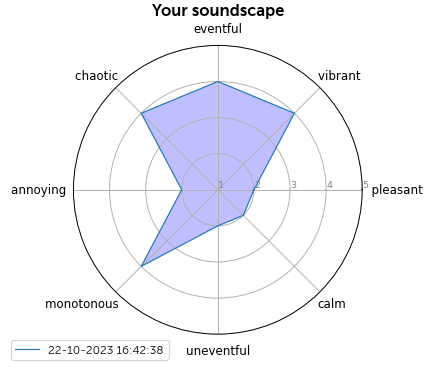 Your soundscape
eventful
chaotic
vibrant
annoying
1 2 3 4 5
pleasant
monotonous
calm
uneventful
22-10-2023 16:42:38